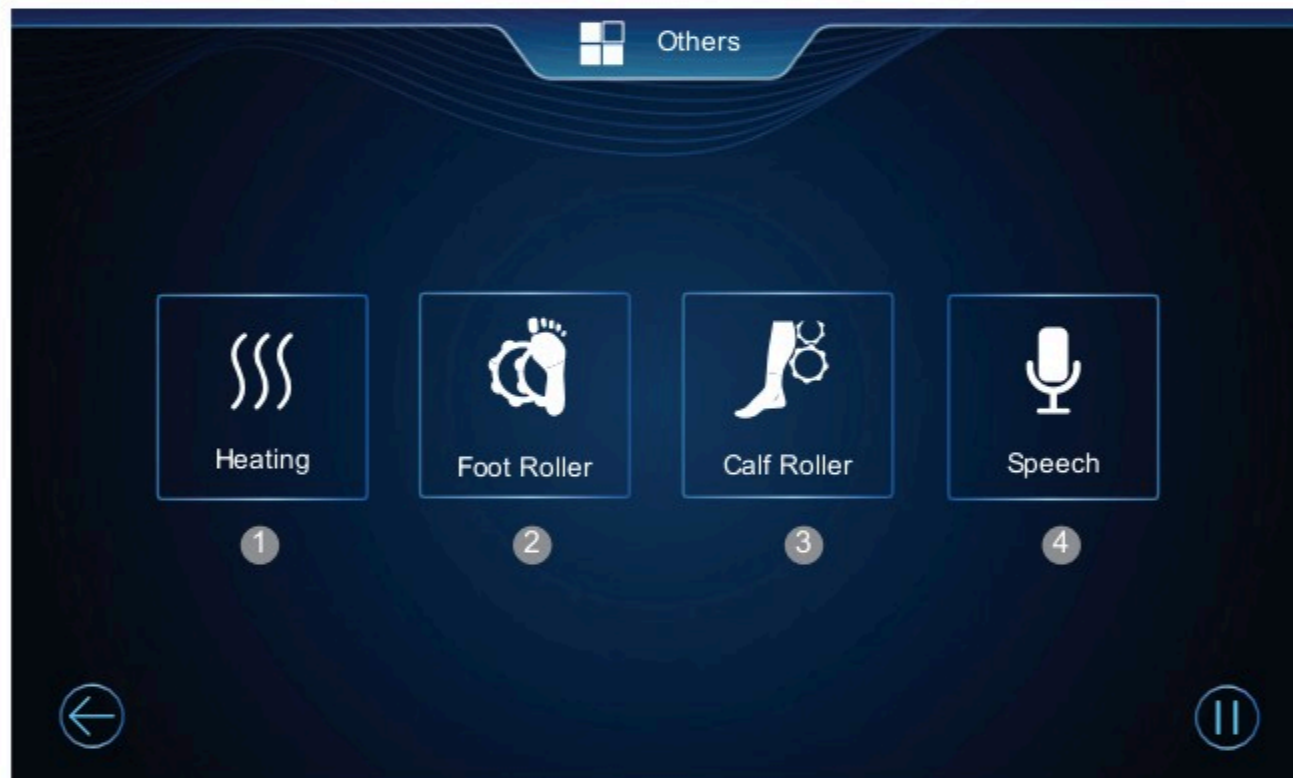 Others
Heating
Foot Roller
Calf Roller
Speech
1
2
3
4